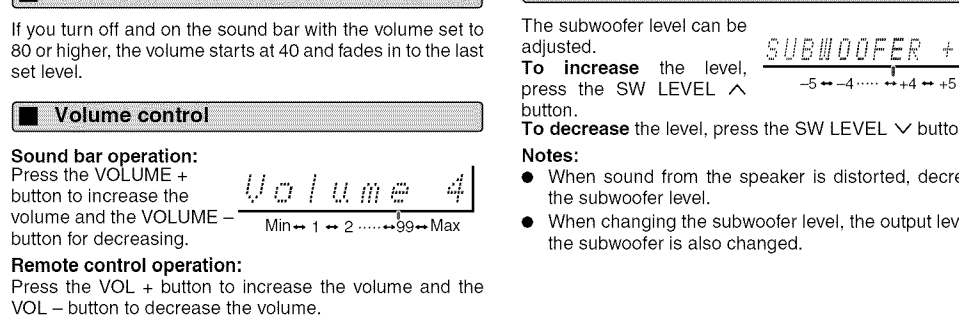 If you turn off and on the sound bar with the volume set to
80 or higher, the volume starts at 40 and fades in to the last
set level.
Volume control
Sound bar operation:
Press the VOLUME +
button to increase the
volume and the VOLUME –
button for decreasing.
Volume 4
Min ↔ 1 ↔ 2 ..... ↔ 99 ↔ Max
Remote control operation:
Press the VOL + button to increase the volume and the
VOL – button to decrease the volume.
The subwoofer level can be
adjusted.
To increase the level,
press the SW LEVEL ∧
button.
SUBWOOFER +
–5 ↔ –4 ..... ↔ +4 ↔ +5
To decrease the level, press the SW LEVEL ∨ butto
Notes:
● When sound from the speaker is distorted, decre
the subwoofer level.
● When changing the subwoofer level, the output lev
the subwoofer is also changed.